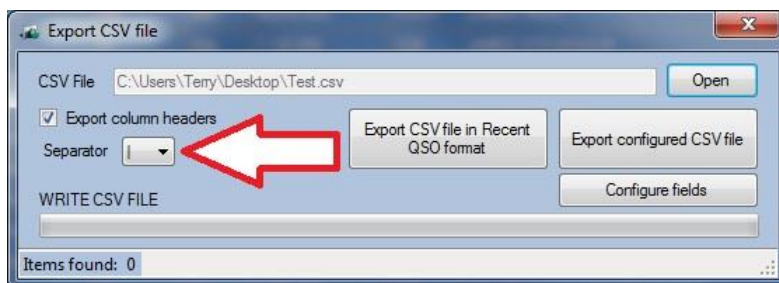 Export CSV file
CSV File C:\Users\Terry\Desktop\Test.csv Open
Export column headers
Separator |
Export CSV file in Recent
QSO format
Export configured CSV file
Configure fields
WRITE CSV FILE
Items found: 0